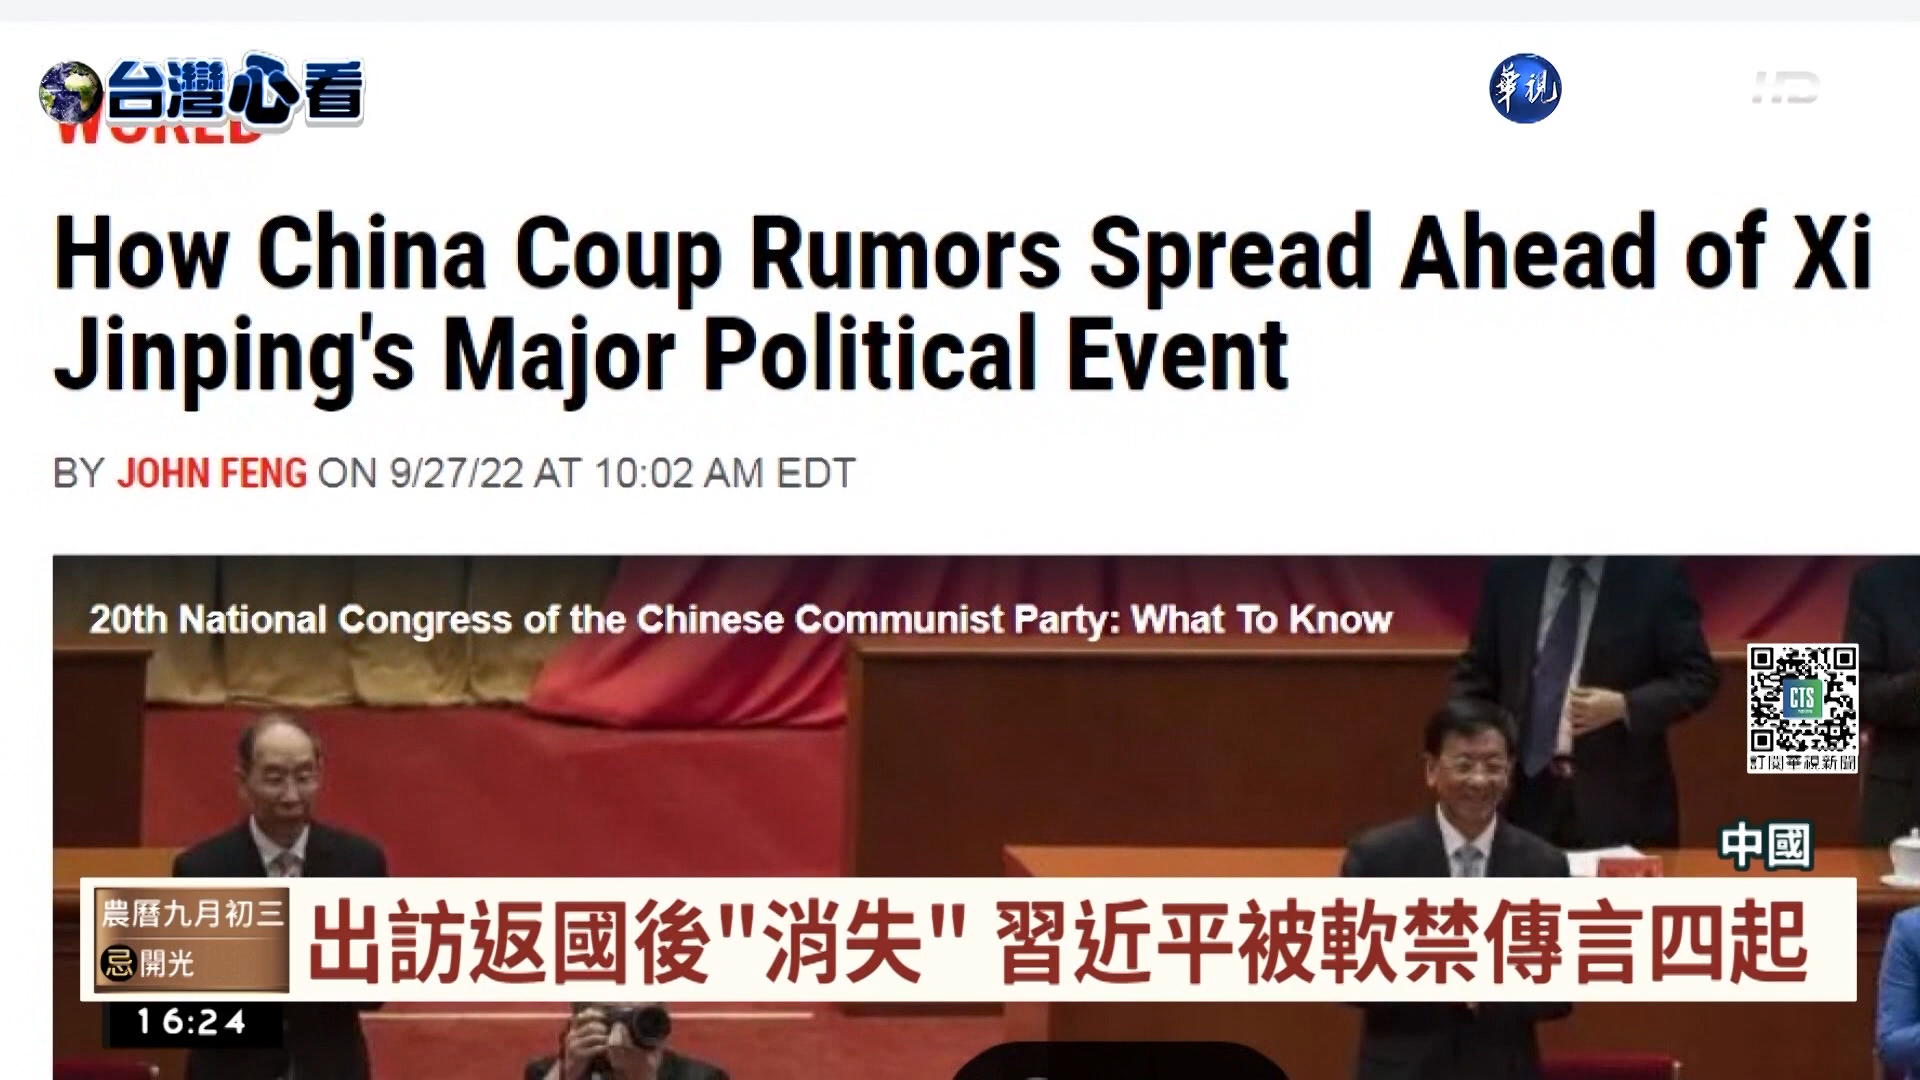 台灣心看
華視
HD
WORLD
How China Coup Rumors Spread Ahead of Xi
Jinping's Major Political Event
BY JOHN FENG ON 9/27/22 AT 10:02 AM EDT
20th National Congress of the Chinese Communist Party: What To Know
CTS
訂閱華視新聞
中國
農曆九月初三
忌開光
出訪返國後"消失" 習近平被軟禁傳言四起
16:24